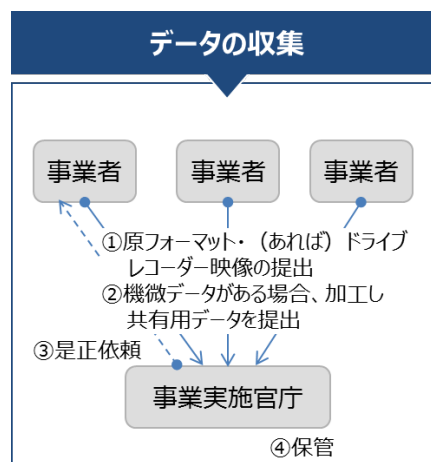 データの収集
事業者 事業者 事業者
①原フォーマット・（あれば）ドライブ
レコーダー映像の提出
②機微データがある場合、加工し
共有用データを提出
③是正依頼
事業実施官庁
④保管